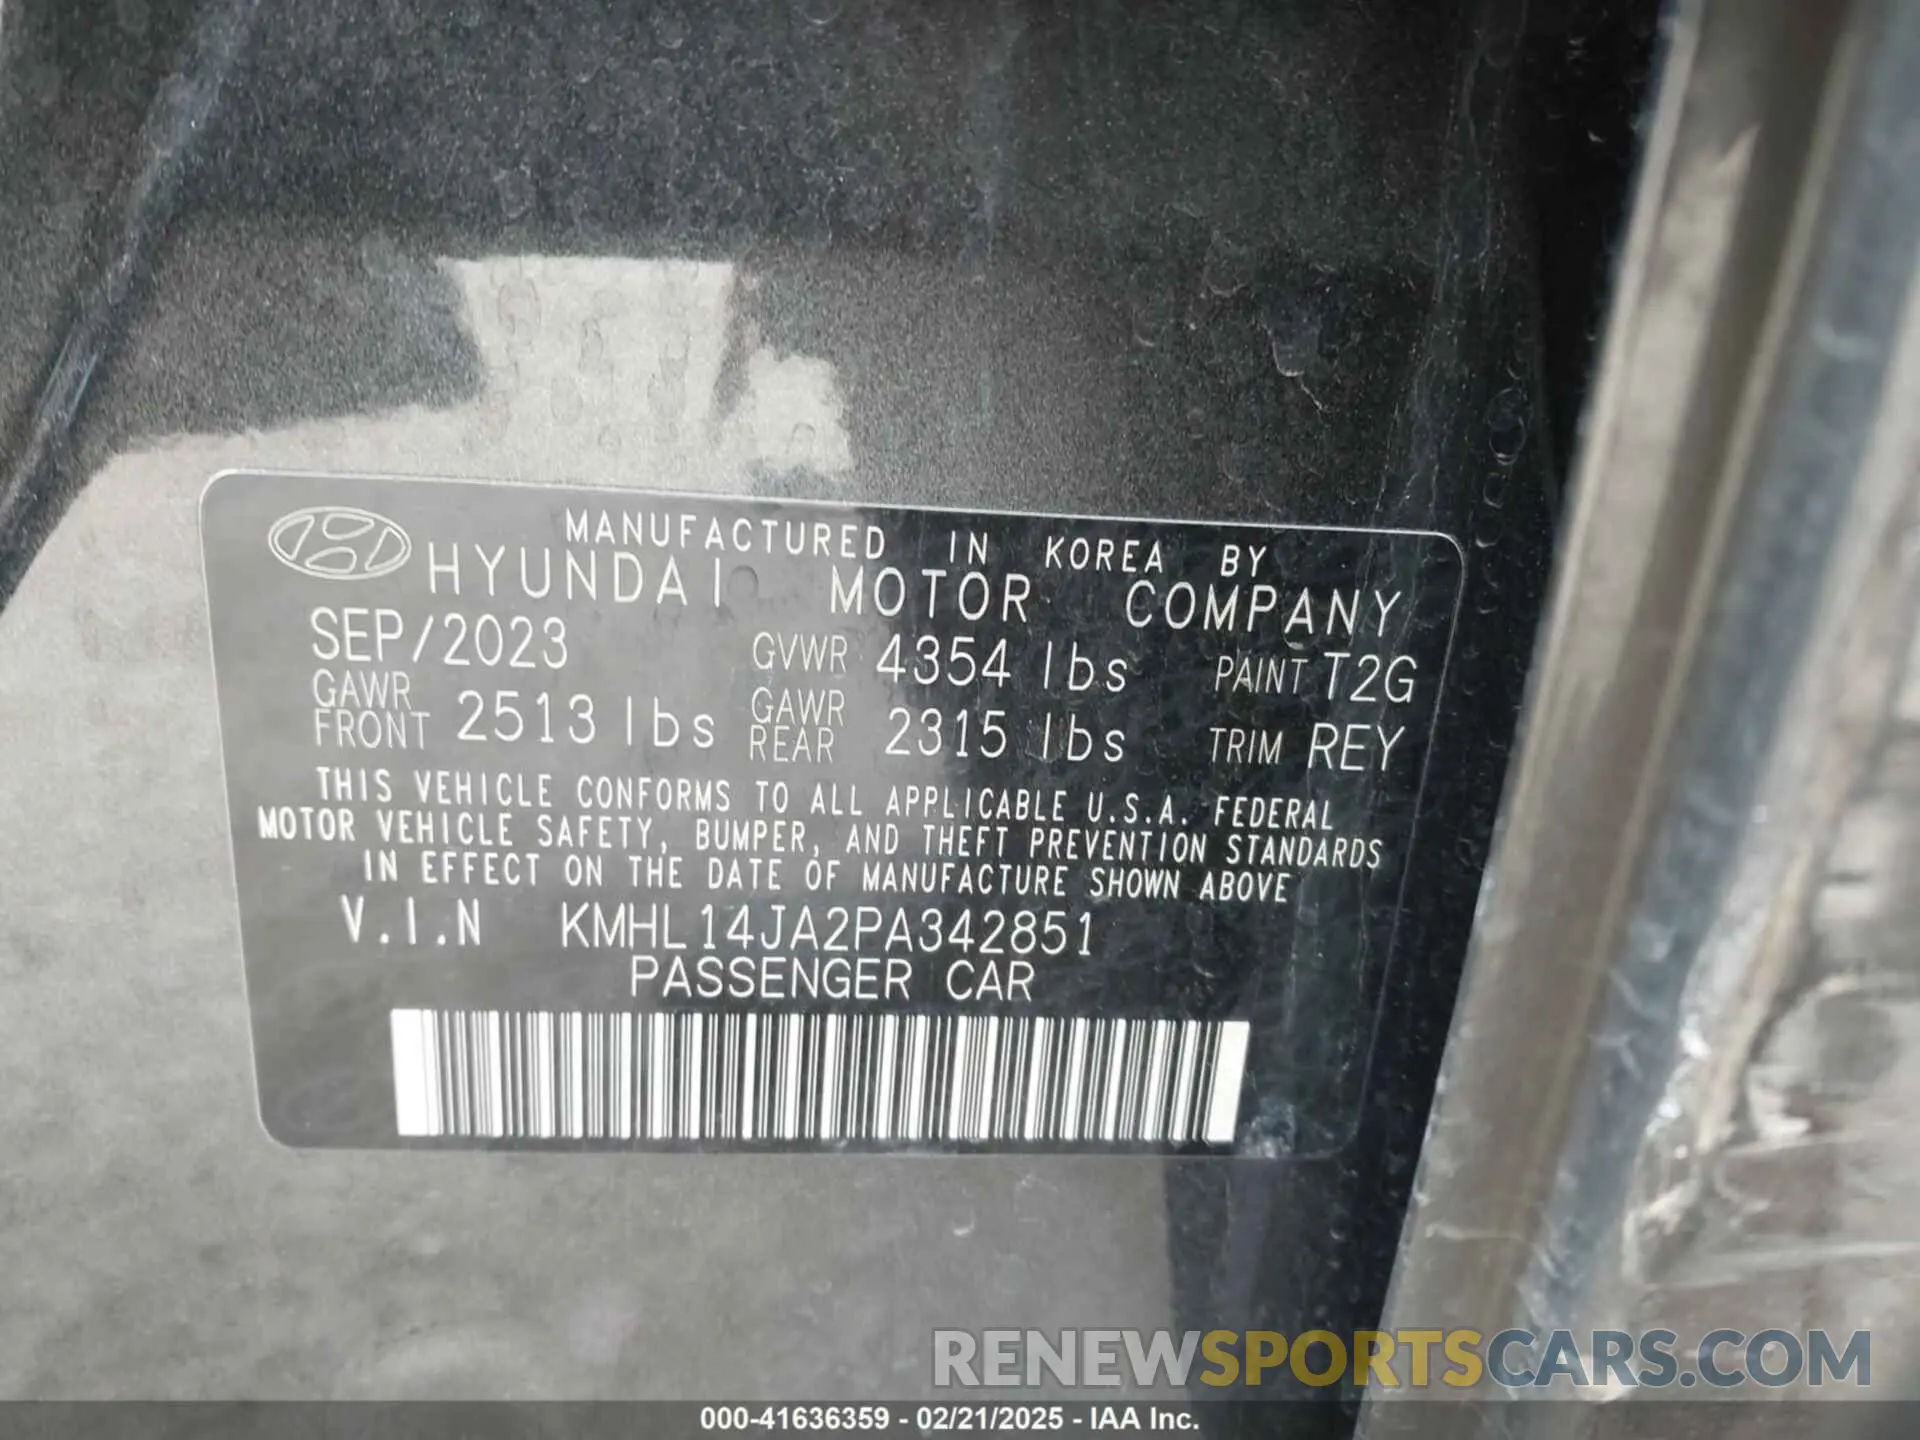 MANUFACTURED IN KOREA BY
HYUNDAI MOTOR COMPANY
SEP/2023 GVWR 4354 lbs PAINT T2G
GAWR FRONT 2513 lbs GAWR REAR 2315 lbs TRIM REY
THIS VEHICLE CONFORMS TO ALL APPLICABLE U.S.A. FEDERAL
MOTOR VEHICLE SAFETY, BUMPER, AND THEFT PREVENTION STANDARDS
IN EFFECT ON THE DATE OF MANUFACTURE SHOWN ABOVE
V.I.N KMHL14JA2PA342851
PASSENGER CAR
RENEWSPORTSCARS.COM
000-41636359 - 02/21/2025 - IAA Inc.